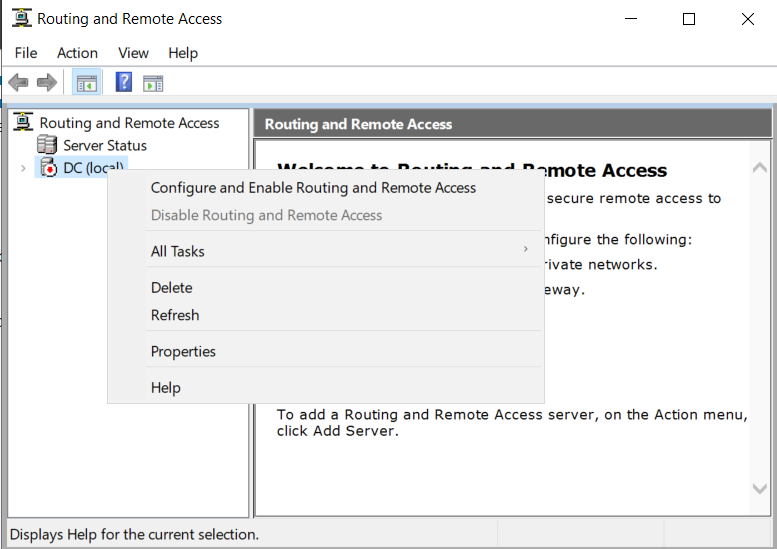 Routing and Remote Access
File Action View Help
Routing and Remote Access
Server Status
DC (local)
Configure and Enable Routing and Remote Access
Disable Routing and Remote Access
All Tasks
Delete
Refresh
Properties
Help
Routing and Remote Access
Welcome to Routing and Remote Access
secure remote access to
configure the following:
private networks.
To add a Routing and Remote Access server, on the Action menu,
click Add Server.
Displays Help for the current selection.